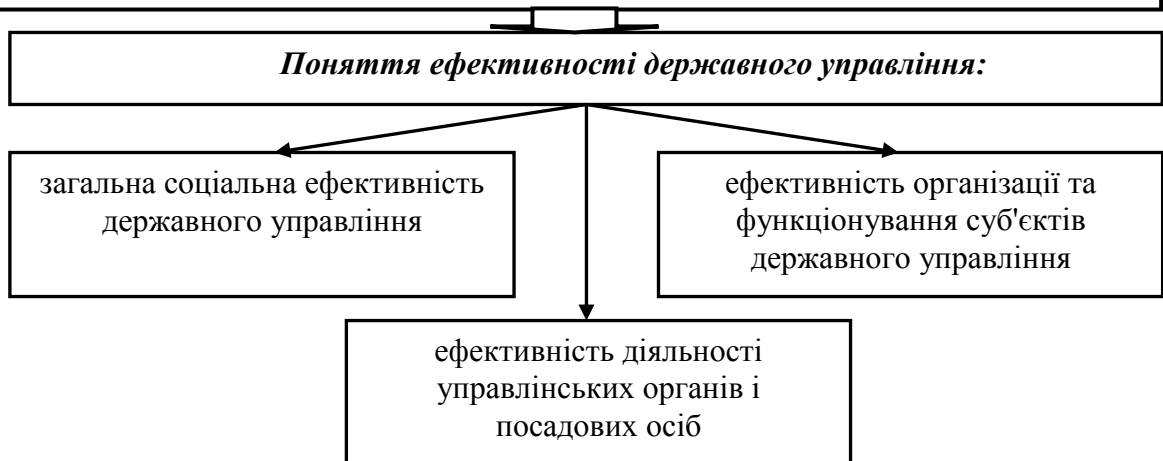 Поняття ефективності державного управління:
загальна соціальна ефективність
державного управління
ефективність організації та
функціонування суб'єктів
державного управління
ефективність діяльності
управлінських органів і
посадових осіб